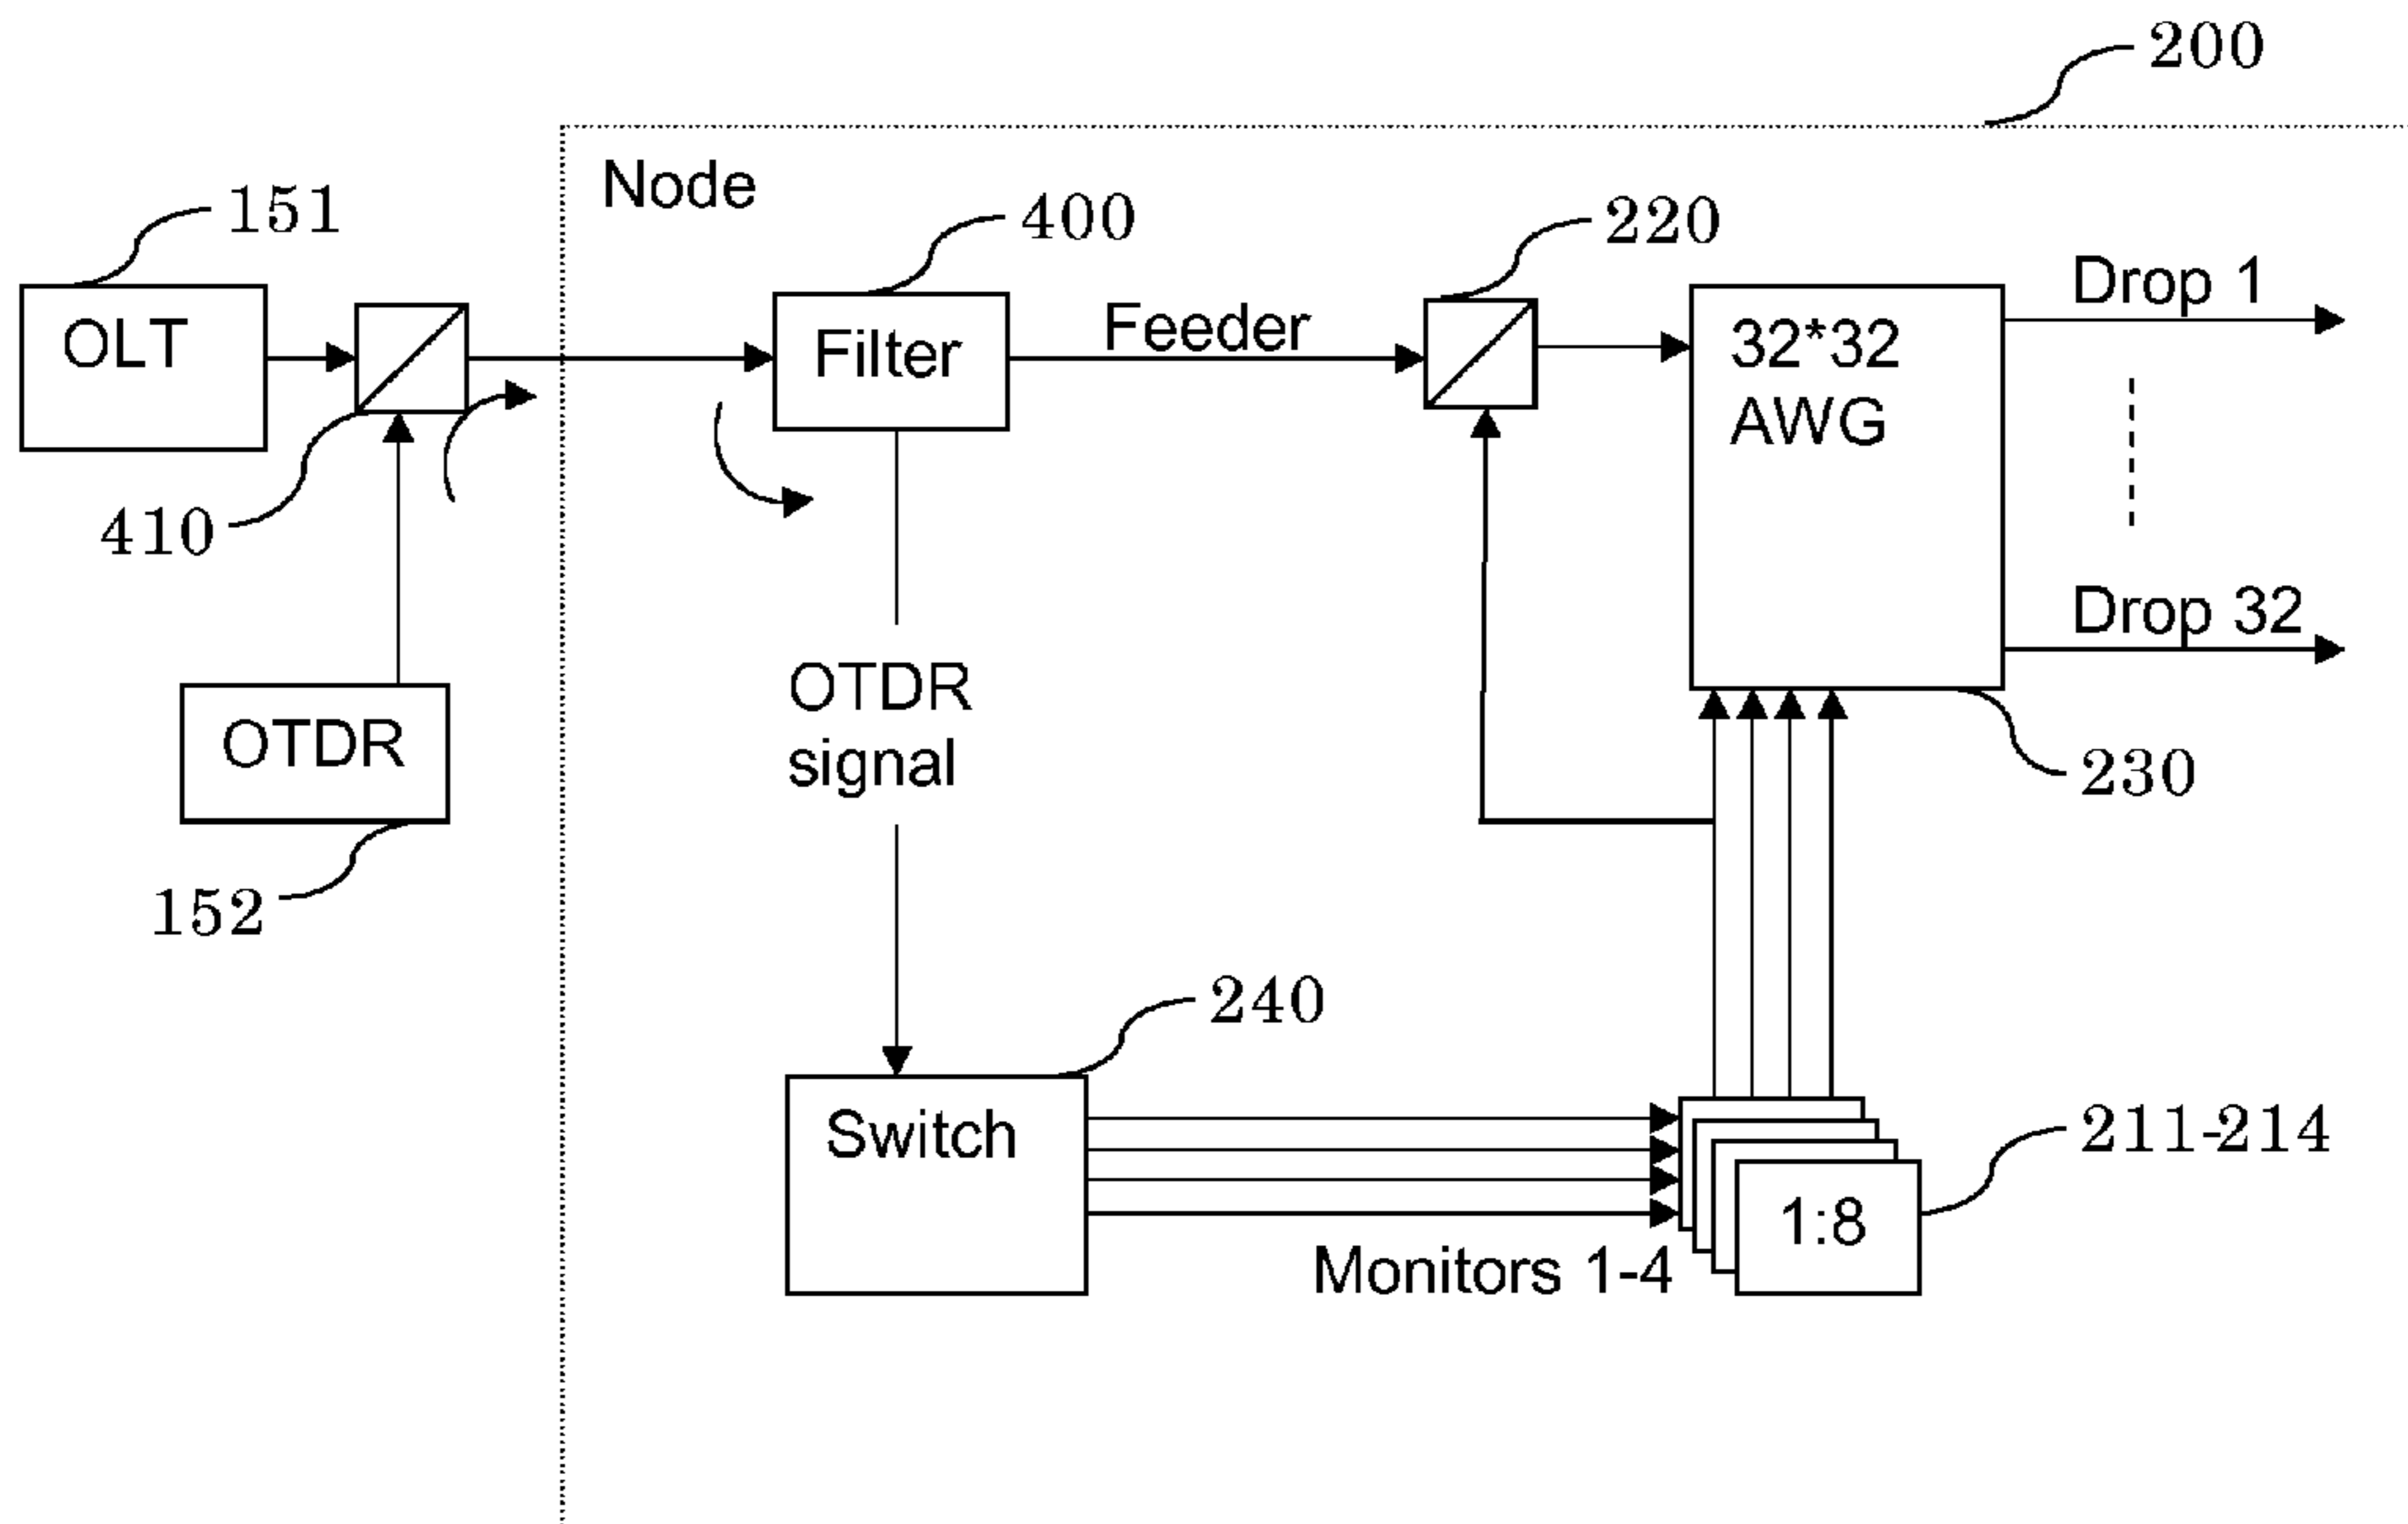 200
Node
151
400
220
OLT
Filter
Feeder
32*32
AWG
Drop 1
410
Drop 32
OTDR
signal
OTDR
152
230
240
Switch
211-214
1:8
Monitors 1-4